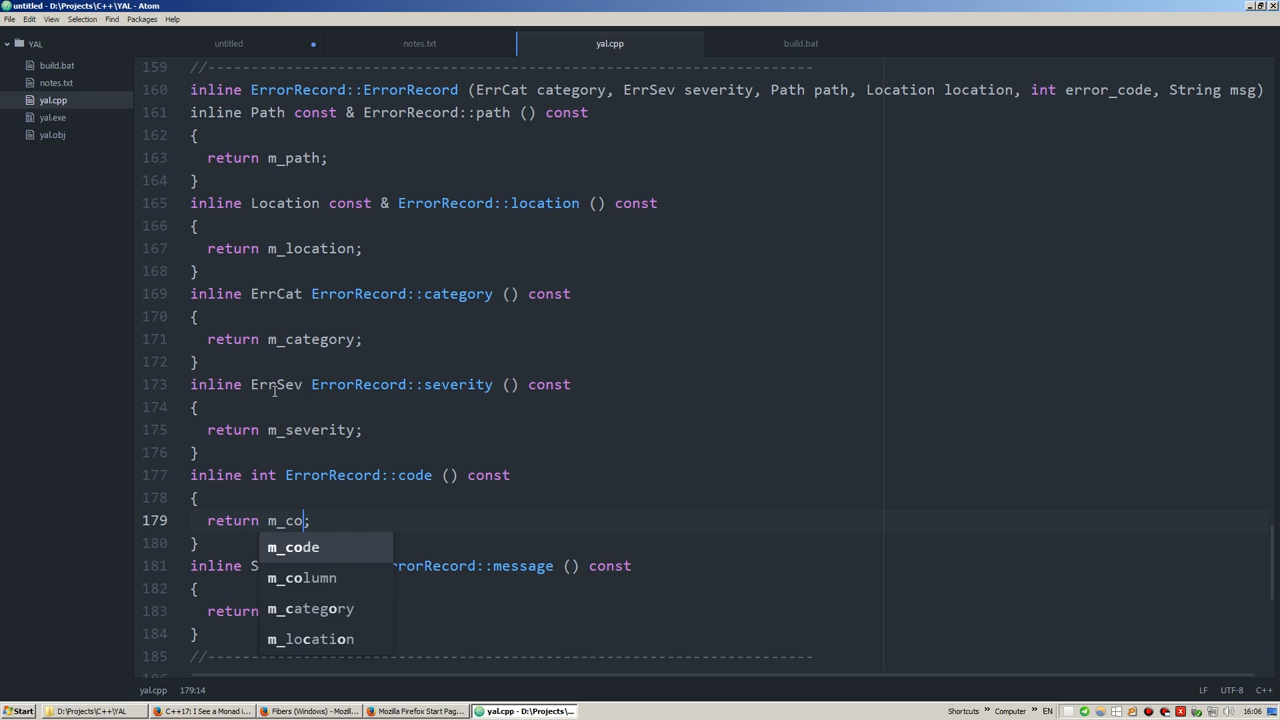 untitled - D:\Projects\C++\YAL - Atom
File Edit View Selection Find Packages Help
YAL
untitled notes.txt yal.cpp build.bat
build.bat
notes.txt
yal.cpp
yal.exe
yal.obj
159 //----------------------------------------------------------------------
160 inline ErrorRecord::ErrorRecord (ErrCat category, ErrSev severity, Path path, Location location, int error_code, String msg)
161 inline Path const & ErrorRecord::path () const
162 {
163 return m_path;
164 }
165 inline Location const & ErrorRecord::location () const
166 {
167 return m_location;
168 }
169 inline ErrCat ErrorRecord::category () const
170 {
171 return m_category;
172 }
173 inline ErrSev ErrorRecord::severity () const
174 {
175 return m_severity;
176 }
177 inline int ErrorRecord::code () const
178 {
179 return m_co;
180 }
m_code
181 inline S rrorRecord::message () const
m_column
182 {
m_category
183 return
184 }
m_location
185 //----------------------------------------------------------------------
yal.cpp 179:14 LF UTF-8 C++
Start D:\Projects\C++\YAL C++17: I See a Monad i... Fibers (Windows) - Mozill... Mozilla Firefox Start Pag... yal.cpp - D:\Projects\... Shortcuts » Computer » EN 16:06